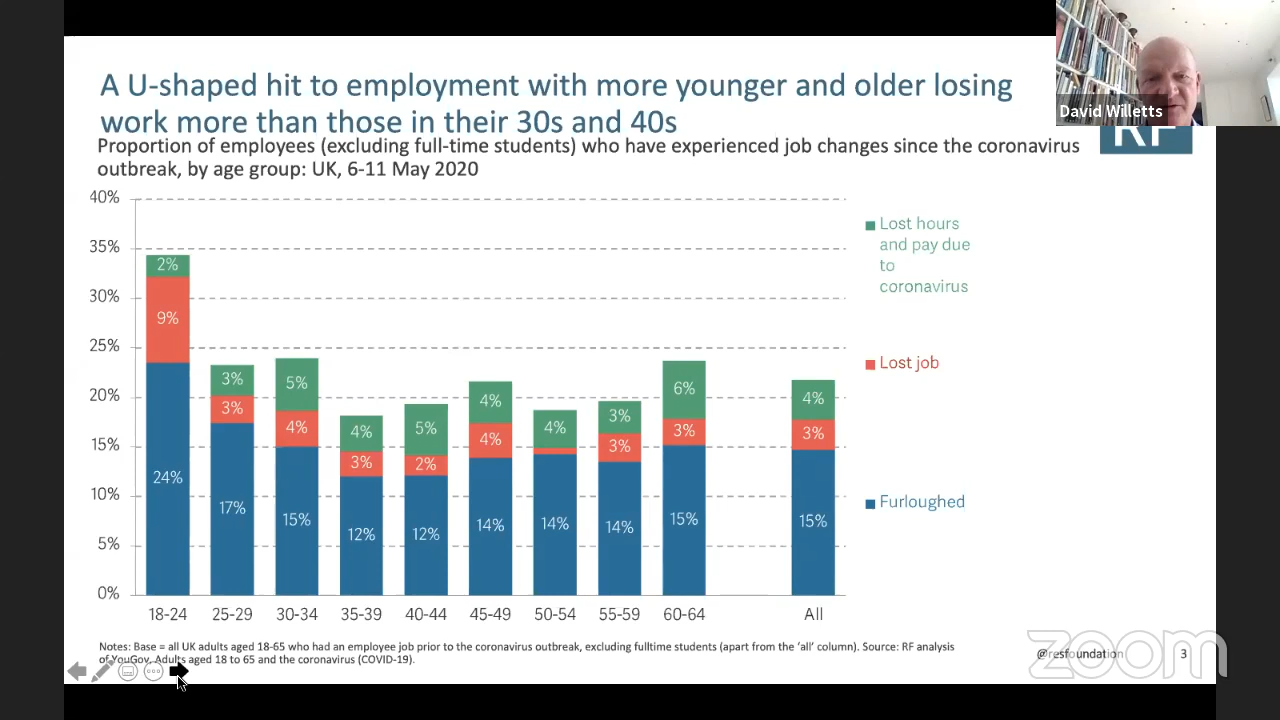 A U-shaped hit to employment with more younger and older losing
work more than those in their 30s and 40s
David Willetts
RF
Proportion of employees (excluding full-time students) who have experienced job changes since the coronavirus
outbreak, by age group: UK, 6-11 May 2020
40%
35%
30%
25%
20%
15%
10%
5%
0%
2%
9%
24%
3%
3%
17%
5%
4%
15%
4%
3%
12%
5%
2%
12%
4%
4%
14%
4%
14%
3%
3%
14%
6%
3%
15%
4%
3%
15%
18-24 25-29 30-34 35-39 40-44 45-49 50-54 55-59 60-64 All
Lost hours
and pay due
to
coronavirus
Lost job
Furloughed
Notes: Base = all UK adults aged 18-65 who had an employee job prior to the coronavirus outbreak, excluding fulltime students (apart from the ‘all’ column). Source: RF analysis
of YouGov, Adults aged 18 to 65 and the coronavirus (COVID-19).
@resfoundation 3
zoom